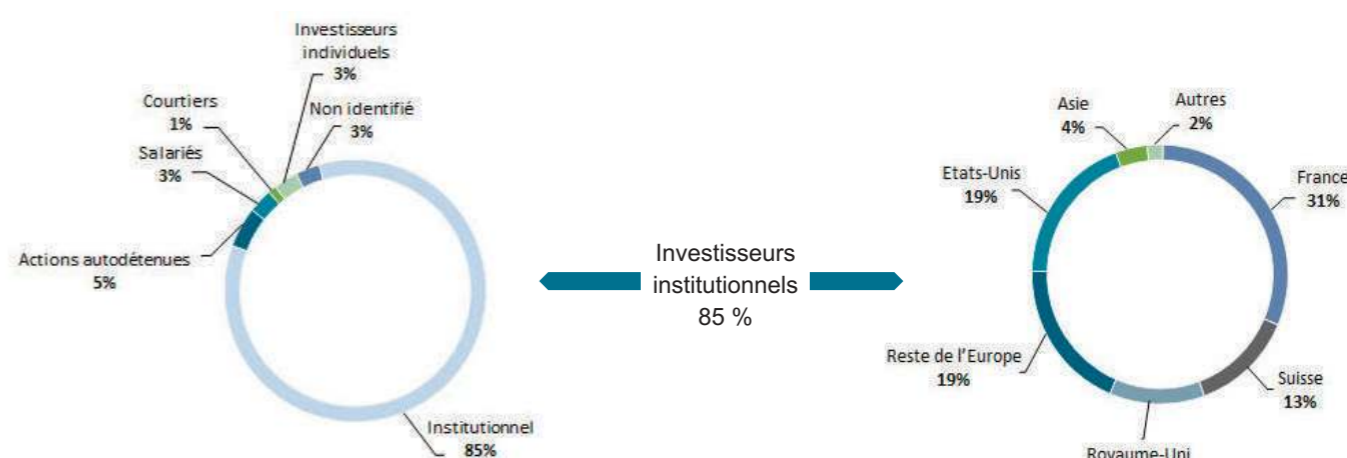 Investisseurs
individuels
3%
Non identifié
3%
Courtiers
1%
Salariés
3%
Actions autodétenues
5%
Institutionnel
85%
Investisseurs
institutionnels
85 %
Asie
4%
Autres
2%
Etats-Unis
19%
France
31%
Reste de l'Europe
19%
Suisse
13%
Royaume-Uni